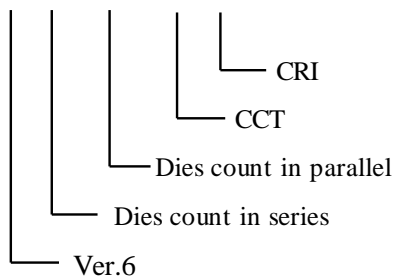 CRI
CCT
Dies count in parallel
Dies count in series
Ver.6